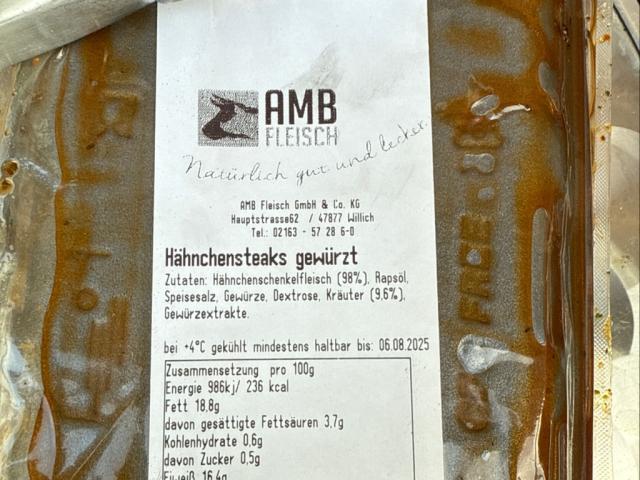 AMB
FLEISCH
Natürlich gut und lecker.
AMB Fleisch GmbH & Co. KG
Hauptstrasse62 / 47877 Willich
Tel.: 02163 - 57 28 6-0
Hähnchensteaks gewürzt
Zutaten: Hähnchenschenkelfleisch (98%), Rapsöl,
Speisesalz, Gewürze, Dextrose, Kräuter (9,6%),
Gewürzextrakte.
bei +4°C gekühlt mindestens haltbar bis: 06.08.2025
Zusammensetzung pro 100g
Energie 986kj/ 236 kcal
Fett 18,8g
davon gesättigte Fettsäuren 3,7g
Kohlenhydrate 0,6g
davon Zucker 0,5g
Eiweiß 16,4g